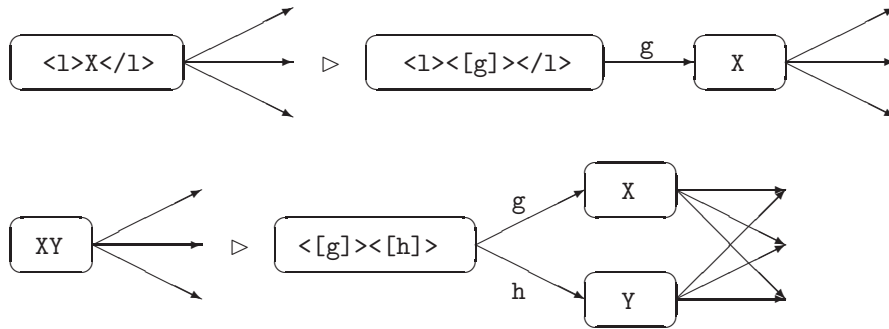 <l>X</l> ▷ <l><[g]></l> g X
XY ▷ <[g]><[h]> g X
h Y